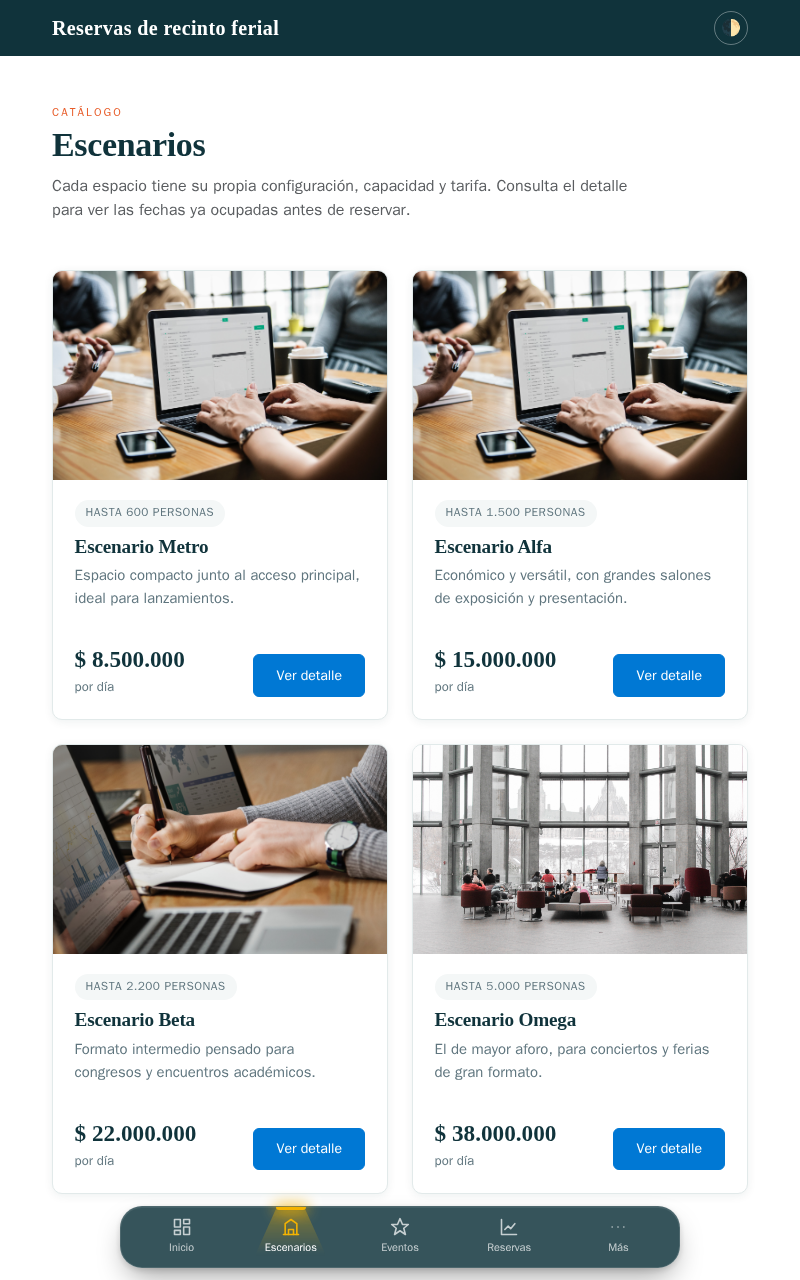 Reservas de recinto ferial
CATÁLOGO
Escenarios
Cada espacio tiene su propia configuración, capacidad y tarifa. Consulta el detalle
para ver las fechas ya ocupadas antes de reservar.
HASTA 600 PERSONAS
Escenario Metro
Espacio compacto junto al acceso principal,
ideal para lanzamientos.
$ 8.500.000
por día
Ver detalle
HASTA 1.500 PERSONAS
Escenario Alfa
Económico y versátil, con grandes salones
de exposición y presentación.
$ 15.000.000
por día
Ver detalle
HASTA 2.200 PERSONAS
Escenario Beta
Formato intermedio pensado para
congresos y encuentros académicos.
$ 22.000.000
por día
Ver detalle
HASTA 5.000 PERSONAS
Escenario Omega
El de mayor aforo, para conciertos y ferias
de gran formato.
$ 38.000.000
por día
Ver detalle
Inicio
Escenarios
Eventos
Reservas
Más